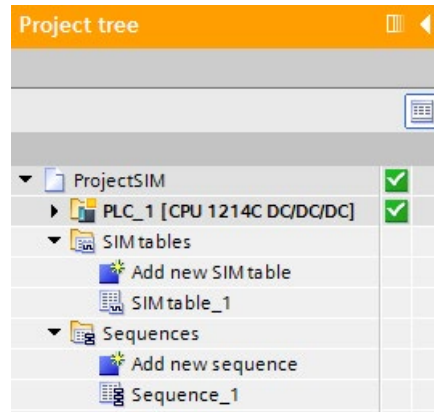 Project tree
ProjectSIM
PLC_1 [CPU 1214C DC/DC/DC]
SIM tables
Add new SIM table
SIM table_1
Sequences
Add new sequence
Sequence_1